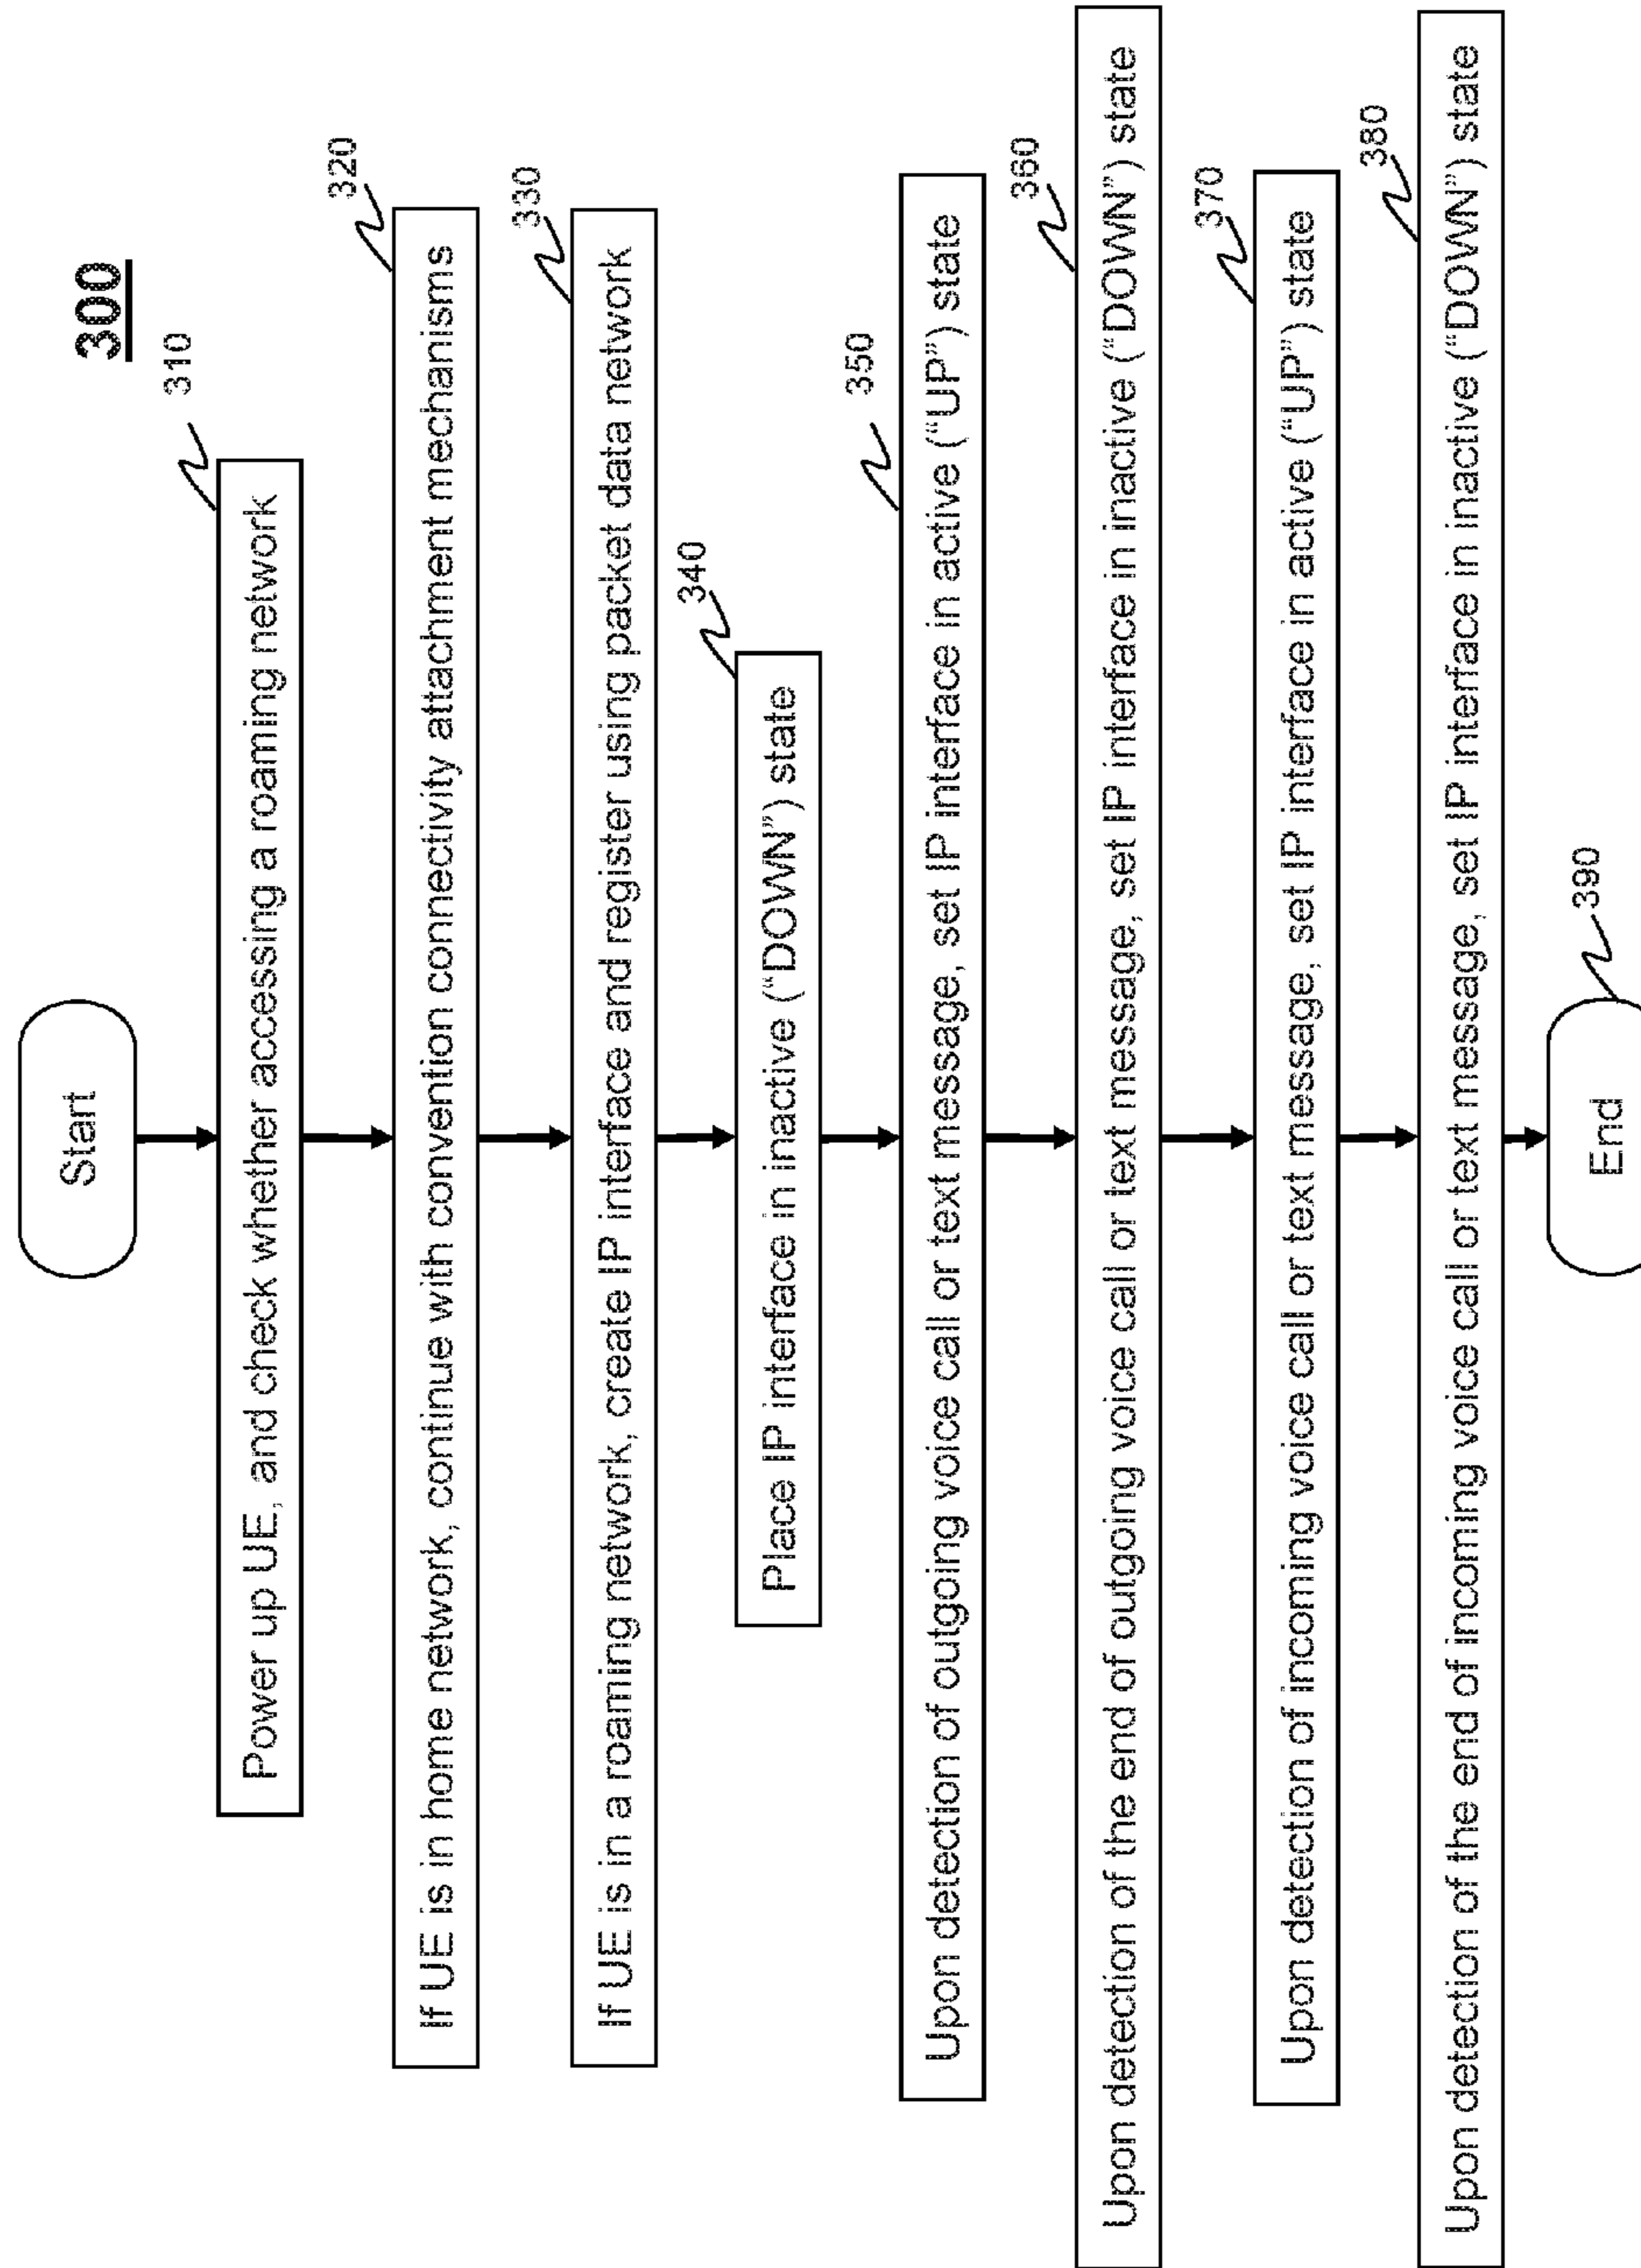 300
Start
310
Power up UE, and check whether accessing a roaming network
320
If UE is in home network, continue with convention connectivity attachment mechanisms
330
If UE is in a roaming network, create IP interface and register using packet data network
340
Place IP interface in inactive (“DOWN”) state
350
Upon detection of outgoing voice call or text message, set IP interface in active (“UP”) state
360
Upon detection of the end of outgoing voice call or text message, set IP interface in inactive (“DOWN”) state
370
Upon detection of incoming voice call or text message, set IP interface in active (“UP”) state
380
Upon detection of the end of incoming voice call or text message, set IP interface in inactive (“DOWN”) state
390
End